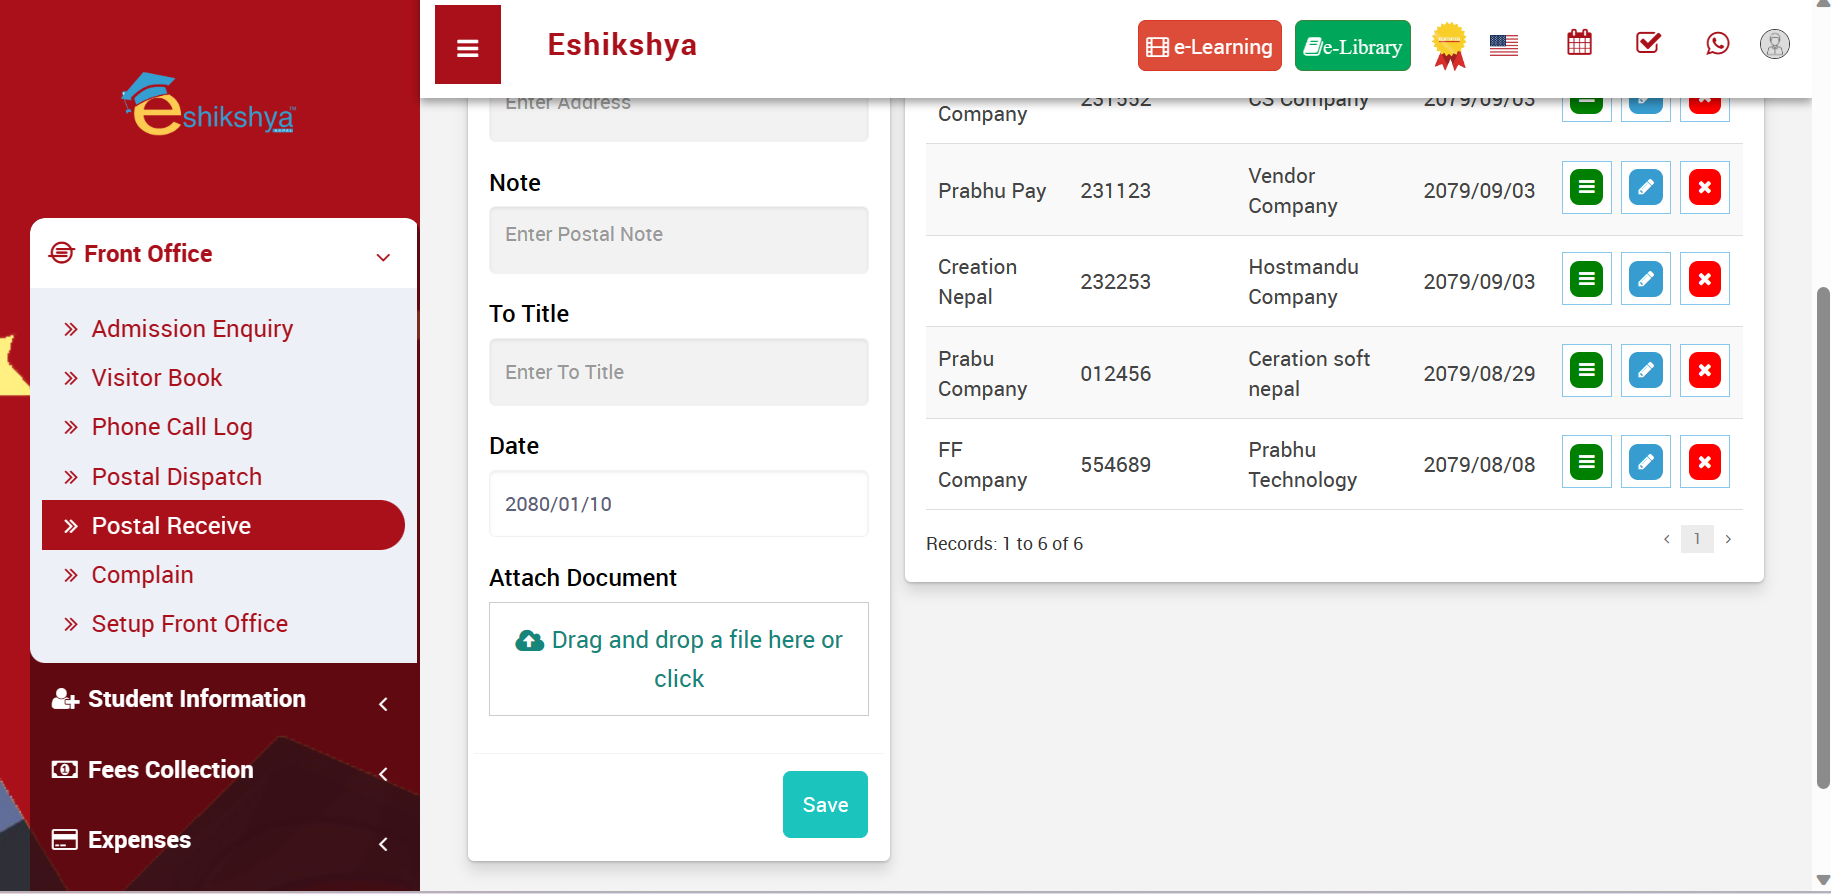 eshikshya
Eshikshya
e-Learning
e-Library
Front Office
Admission Enquiry
Visitor Book
Phone Call Log
Postal Dispatch
Postal Receive
Complain
Setup Front Office
Student Information
Fees Collection
Expenses
Enter Address
Note
Enter Postal Note
To Title
Enter To Title
Date
2080/01/10
Attach Document
Drag and drop a file here or
click
Save
Company 231552 CS Company 2079/09/03
Prabhu Pay 231123 Vendor Company 2079/09/03
Creation Nepal 232253 Hostmandu Company 2079/09/03
Prabu Company 012456 Ceration soft nepal 2079/08/29
FF Company 554689 Prabhu Technology 2079/08/08
Records: 1 to 6 of 6
1